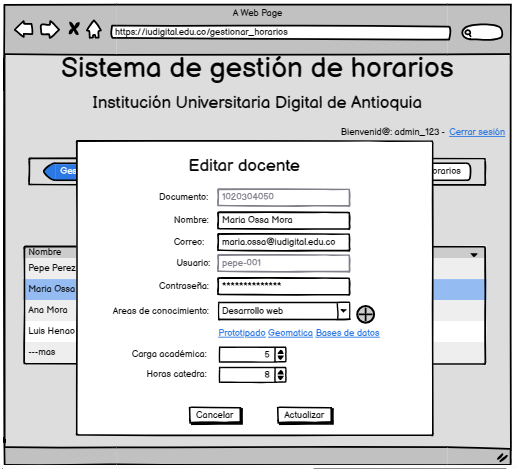 A Web Page
https://iudigital.edu.co/gestionar_horarios
Sistema de gestión de horarios
Institución Universitaria Digital de Antioquia
Bienvenid@: admin_123 - Cerrar sesión
Ges
orarios
Editar docente
Documento: 1020304050
Nombre: Maria Ossa Mora
Correo: maria.ossa@iudigital.edu.co
Usuario: pepe-001
Contraseña: **************
Areas de conocimiento: Desarrollo web
Prototipado Geomatica Bases de datos
Carga académica: 5
Horas catedra: 8
Cancelar Actualizar
Nombre
Pepe Perez
Maria Ossa
Ana Mora
Luis Henao
---mas